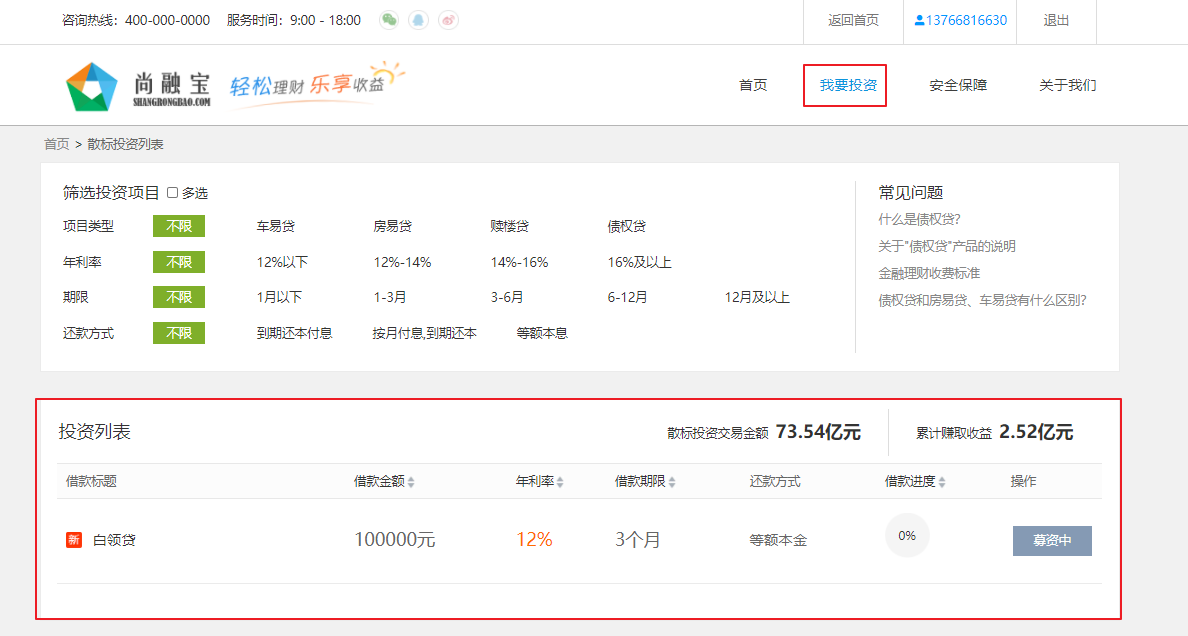 咨询热线：400-000-0000 服务时间：9:00 - 18:00 返回首页 13766816630 退出
尚融宝 SHANGRONGBAO.COM 轻松理财 乐享收益 首页 我要投资 安全保障 关于我们
首页 > 散标投资列表
筛选投资项目 多选
项目类型 不限 车易贷 房易贷 赎楼贷 债权贷
年利率 不限 12%以下 12%-14% 14%-16% 16%及以上
期限 不限 1月以下 1-3月 3-6月 6-12月 12月及以上
还款方式 不限 到期还本付息 按月付息,到期还本 等额本息
常见问题
什么是债权贷?
关于"债权贷"产品的说明
金融理财收费标准
债权贷和房易贷、车易贷有什么区别?
投资列表 散标投资交易金额 73.54亿元 累计赚取收益 2.52亿元
借款标题 借款金额 年利率 借款期限 还款方式 借款进度 操作
新 白领贷 100000元 12% 3个月 等额本金 0% 募资中